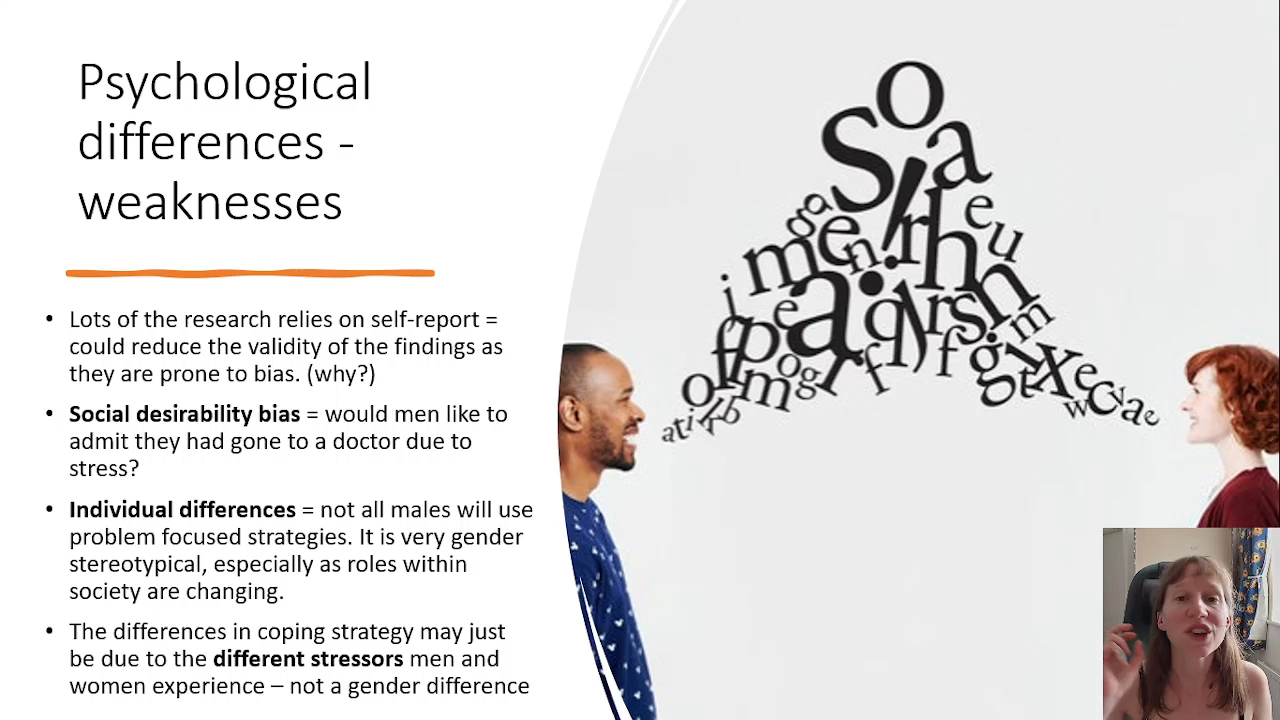 Psychological
differences -
weaknesses
• Lots of the research relies on self-report =
could reduce the validity of the findings as
they are prone to bias. (why?)
• Social desirability bias = would men like to
admit they had gone to a doctor due to
stress?
• Individual differences = not all males will use
problem focused strategies. It is very gender
stereotypical, especially as roles within
society are changing.
• The differences in coping strategy may just
be due to the different stressors men and
women experience – not a gender difference